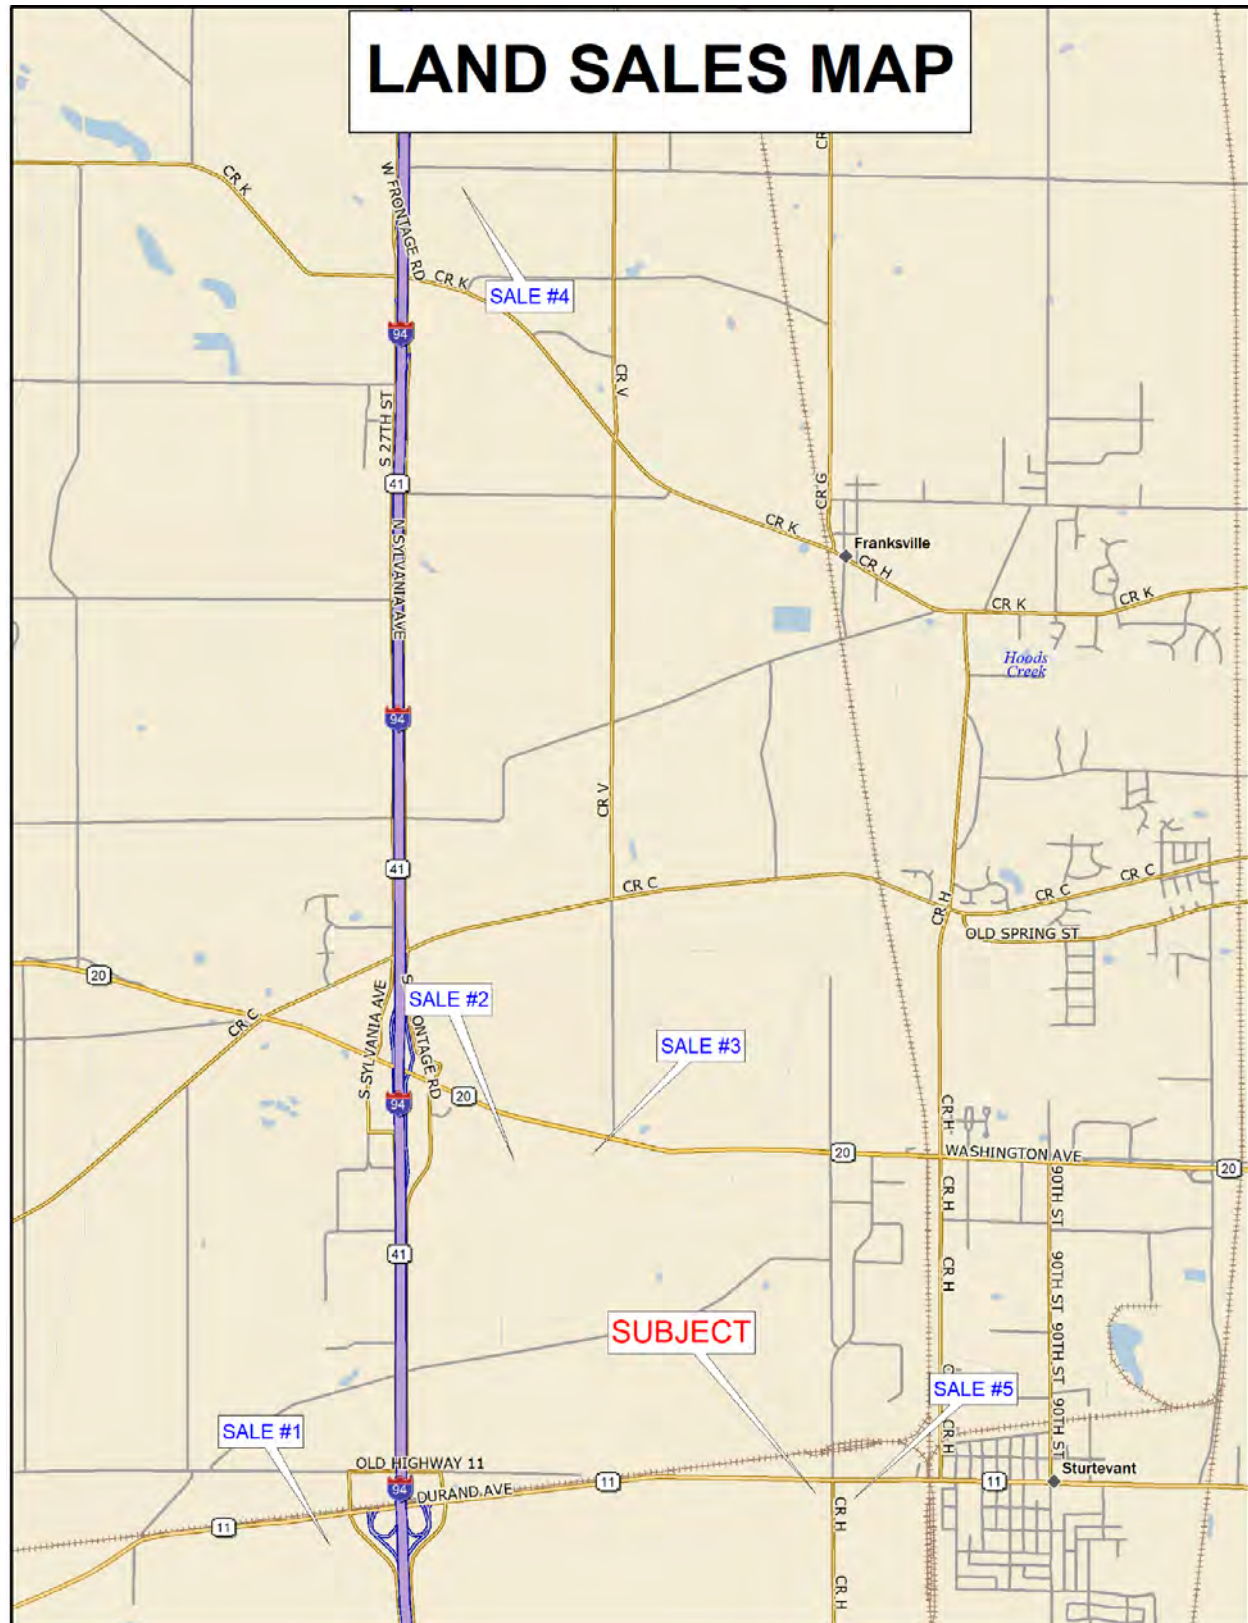 LAND SALES MAP
CR
CR K
W FRONTAGE RD
CR K
SALE #4
94
CR V
S 27TH ST
41
CR G
CR K
N SYLVANIA AVE
Franksville
CR H
CR K
CR K
Hoods
Creek
94
CR V
41
CR C
CR C
CR C
CR H
OLD SPRING ST
20
S
SALE #2
CR C
S SYLVANIA AVE
ONTAGE RD
SALE #3
20
94
CR H
20
WASHINGTON AVE
20
CR H
90TH ST
41
CR H
90TH ST
SUBJECT
90TH ST
C
SALE #5
SALE #1
CR H
90TH ST
OLD HIGHWAY 11
Sturtevant
94
DURAND AVE
11
11
11
CR H
CR H